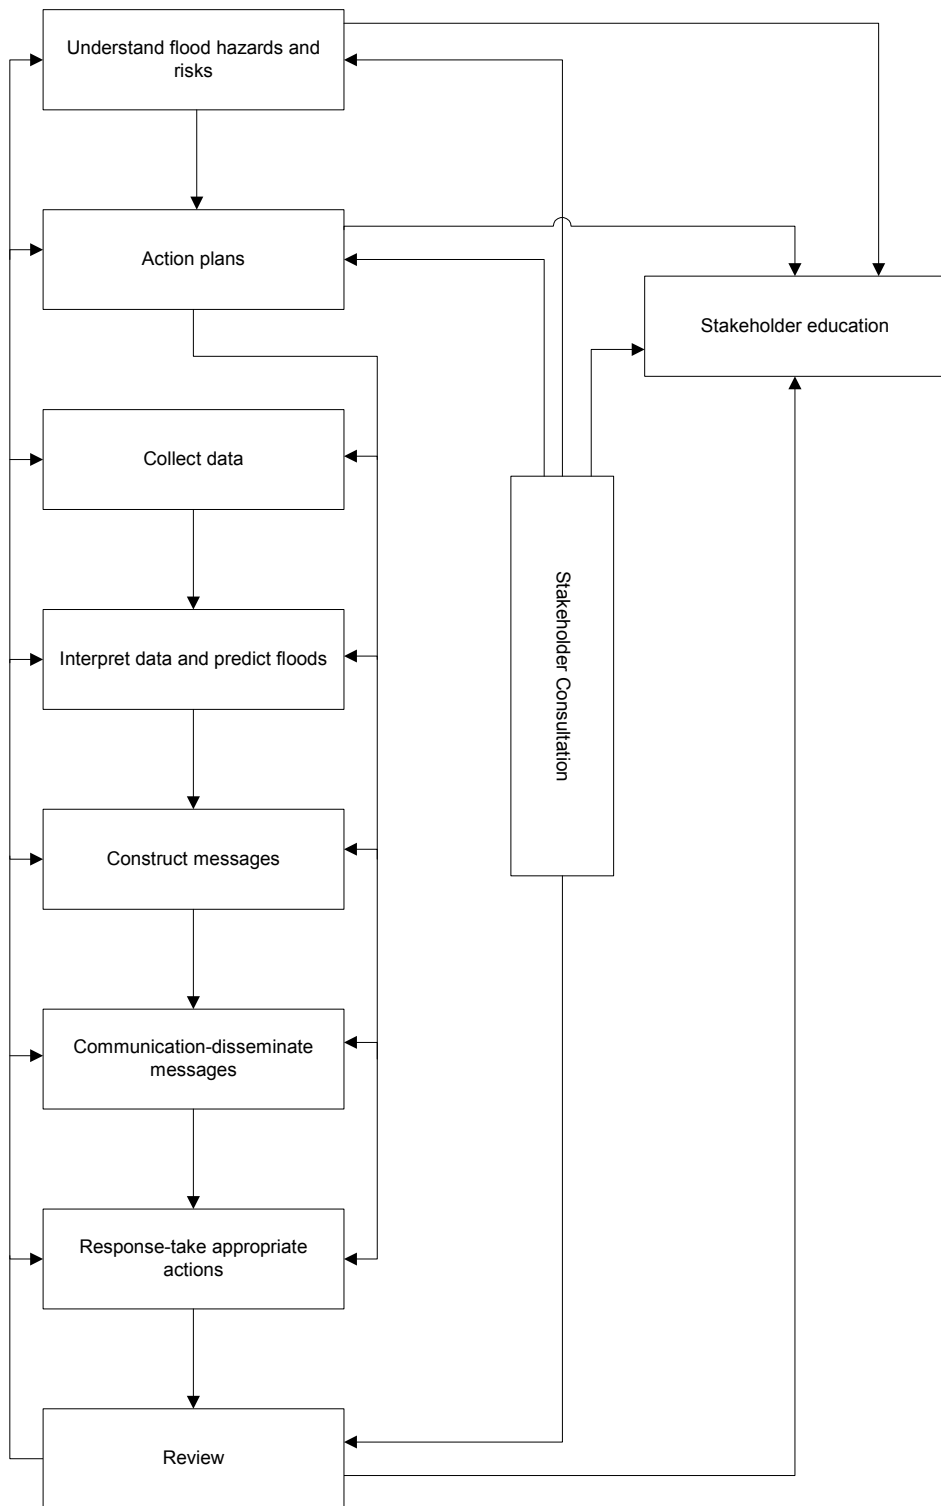 Understand flood hazards and
risks
Action plans
Stakeholder education
Collect data
Stakeholder Consultation
Interpret data and predict floods
Construct messages
Communication-disseminate
messages
Response-take appropriate
actions
Review